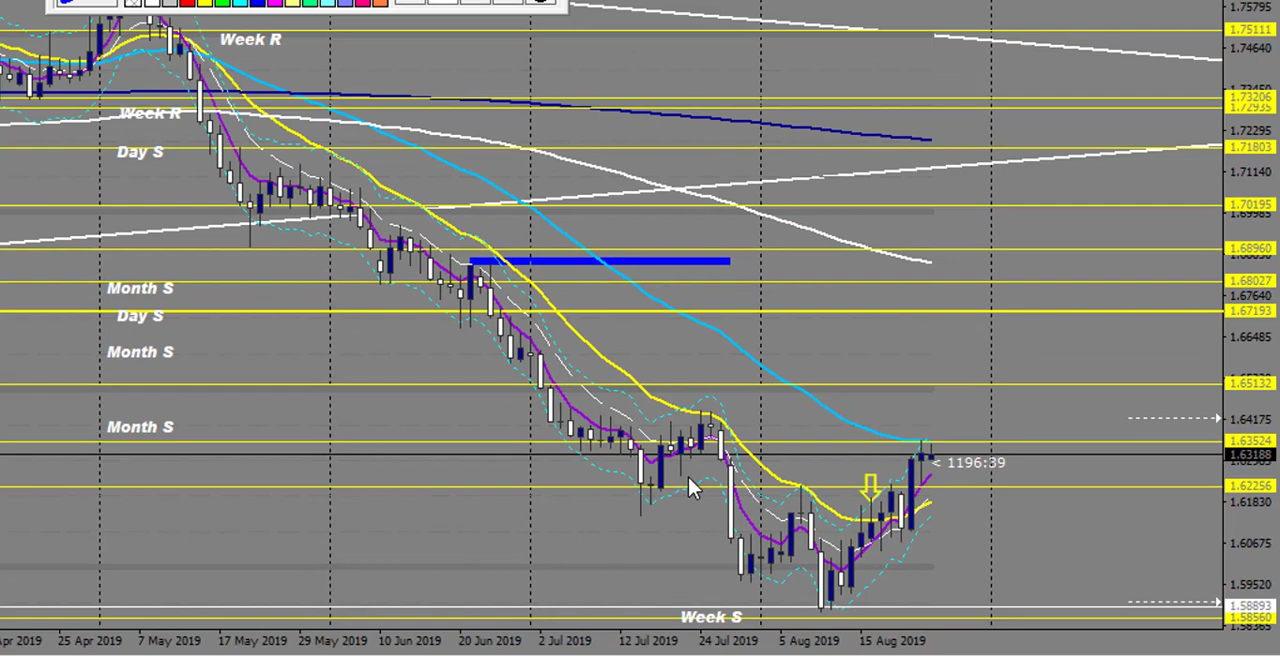 1.75795
1.75111
Week R
1.74640
1.73206
1.72935
Week R
1.72295
Day S
1.71803
1.71140
1.70195
1.68960
Month S
1.68027
1.67640
Day S
1.67193
1.66485
Month S
1.65132
1.64175
Month S
1.63524
1.63188
< 1196:39
1.62256
1.61830
1.60675
1.59520
1.58893
Week S
1.58560
Apr 2019
25 Apr 2019
7 May 2019
17 May 2019
29 May 2019
10 Jun 2019
20 Jun 2019
2 Jul 2019
12 Jul 2019
24 Jul 2019
5 Aug 2019
15 Aug 2019